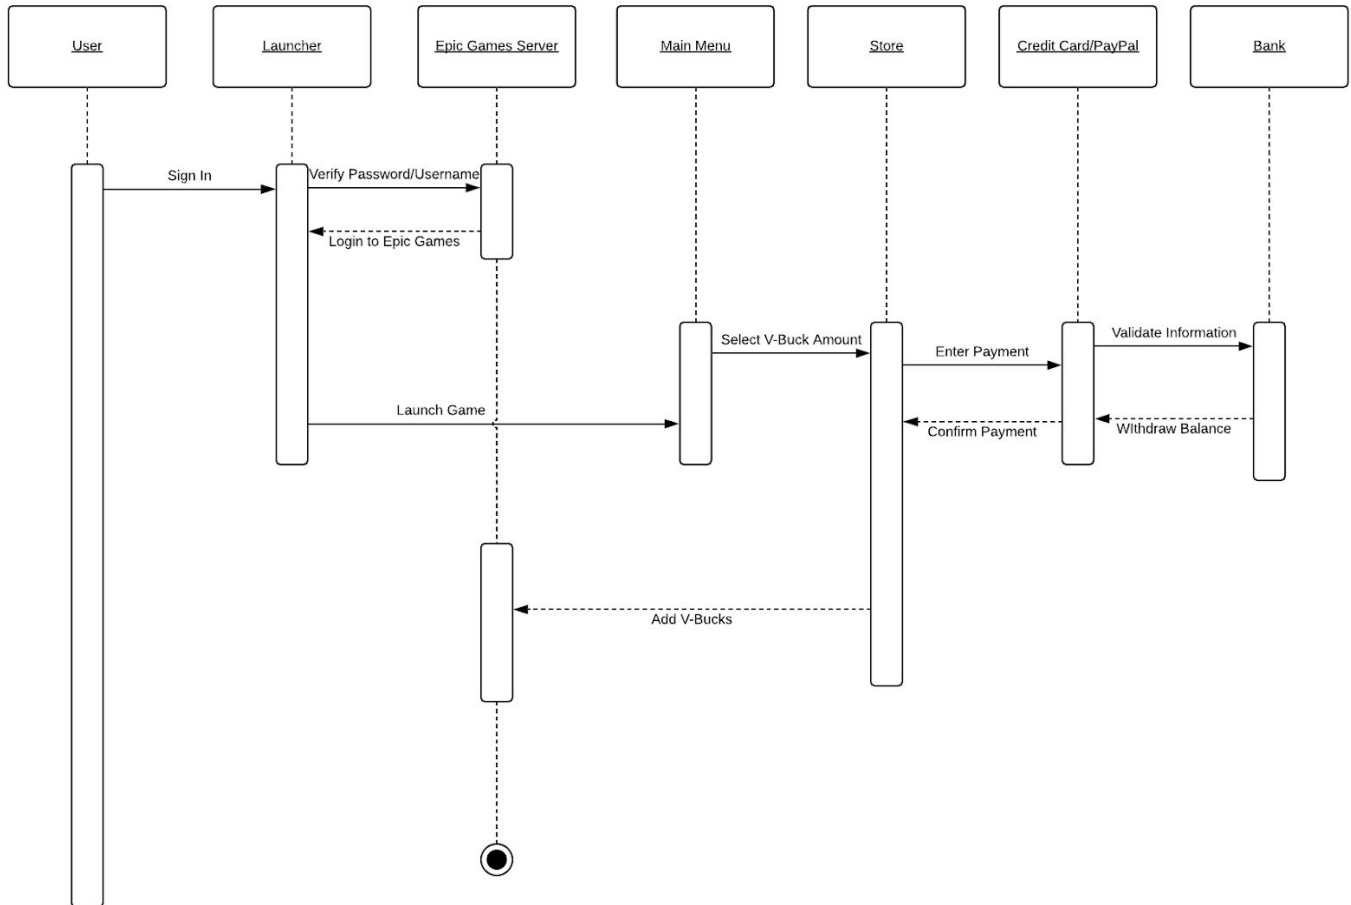 User
Launcher
Epic Games Server
Main Menu
Store
Credit Card/PayPal
Bank
Sign In
Verify Password/Username
Login to Epic Games
Select V-Buck Amount
Enter Payment
Validate Information
Launch Game
Confirm Payment
WIthdraw Balance
Add V-Bucks